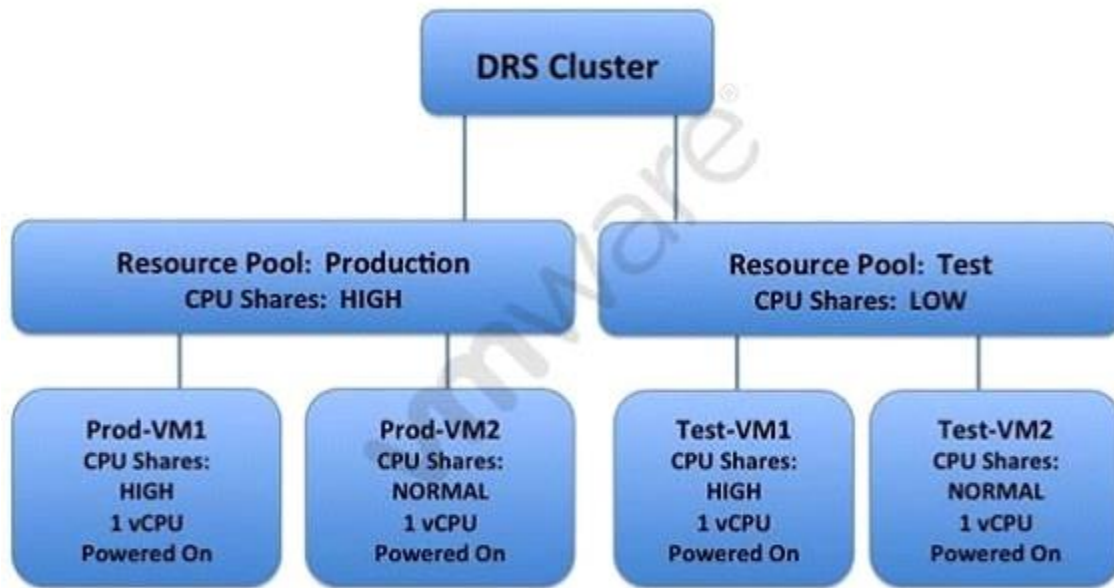 DRS Cluster
Resource Pool: Production
CPU Shares: HIGH
Resource Pool: Test
CPU Shares: LOW
Prod-VM1
CPU Shares:
HIGH
1 vCPU
Powered On
Prod-VM2
CPU Shares:
NORMAL
1 vCPU
Powered On
Test-VM1
CPU Shares:
HIGH
1 vCPU
Powered On
Test-VM2
CPU Shares:
NORMAL
1 vCPU
Powered On
vmware®